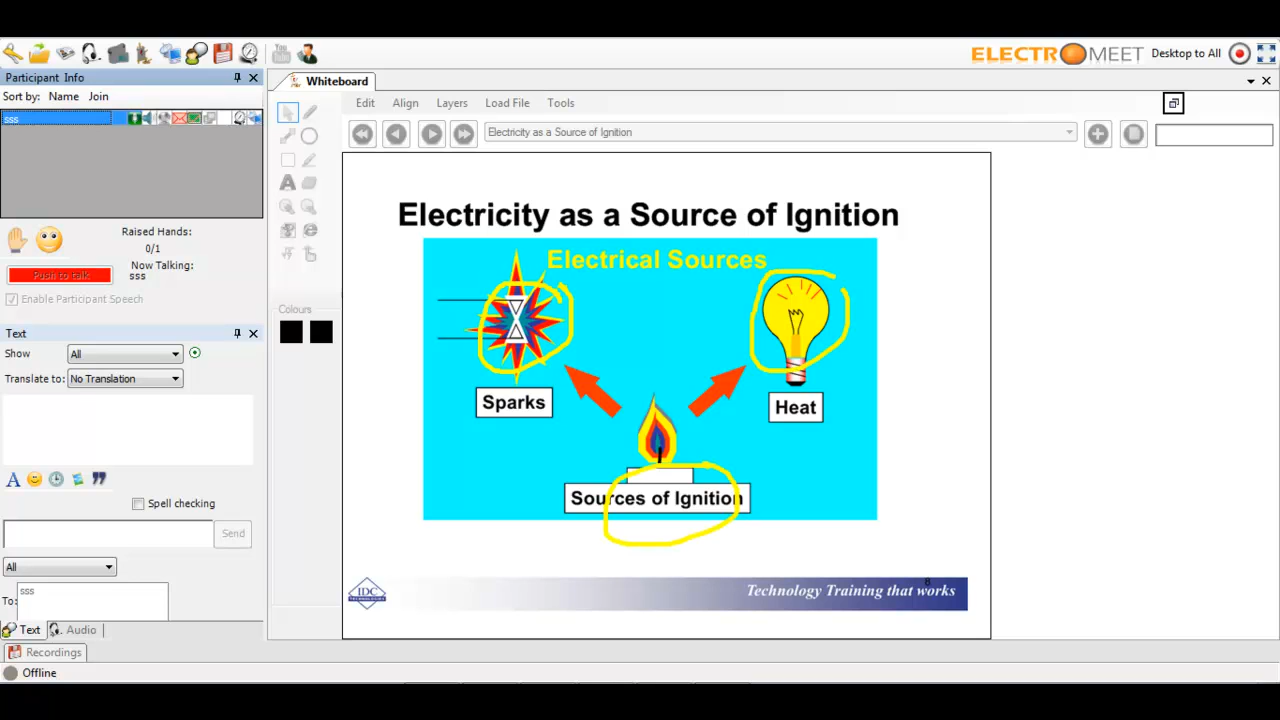 ELECTROMEET
Desktop to All
Participant Info
Sort by: Name Join
sss
Whiteboard
Edit Align Layers Load File Tools
Electricity as a Source of Ignition
Raised Hands:
0/1
Now Talking:
sss
Push to talk
Enable Participant Speech
Text
Show All
Translate to: No Translation
Spell checking
Send
All
To: sss
Text Audio
Recordings
Offline
Colours
Electricity as a Source of Ignition
Electrical Sources
Sparks
Heat
Sources of Ignition
IDC
TECHNOLOGIES
Technology Training that works
6